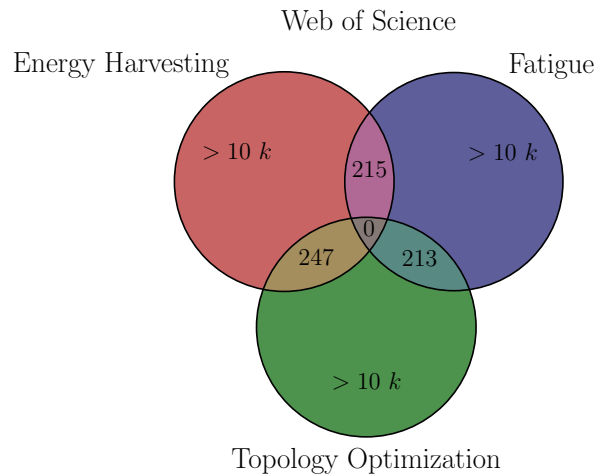 Web of Science
Energy Harvesting
Fatigue
> 10 k
> 10 k
215
0
247
213
> 10 k
Topology Optimization